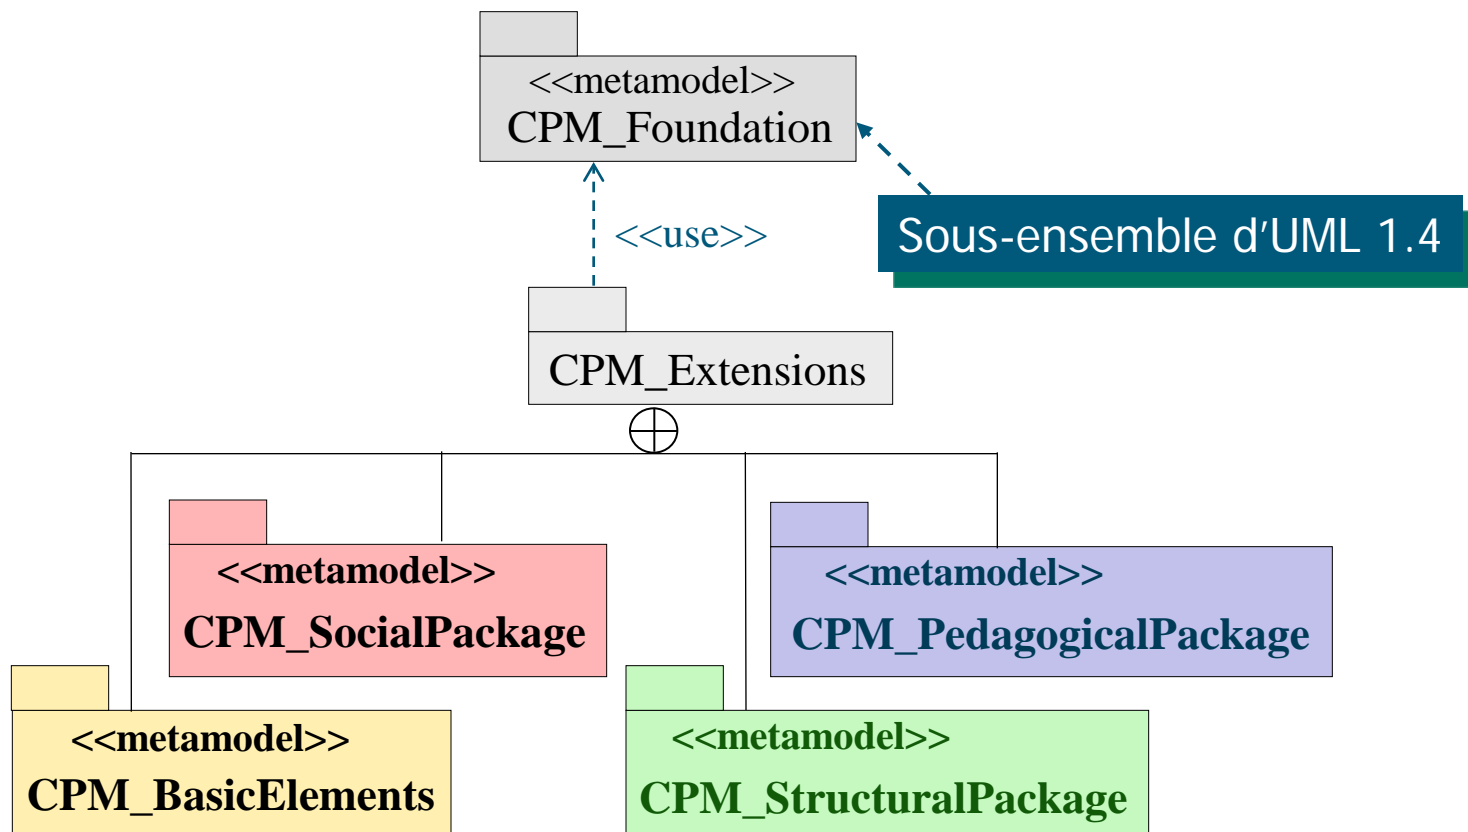 <<metamodel>>
CPM_Foundation
<<use>>
Sous-ensemble d'UML 1.4
CPM_Extensions
<<metamodel>>
CPM_SocialPackage
<<metamodel>>
CPM_PedagogicalPackage
<<metamodel>>
CPM_BasicElements
<<metamodel>>
CPM_StructuralPackage